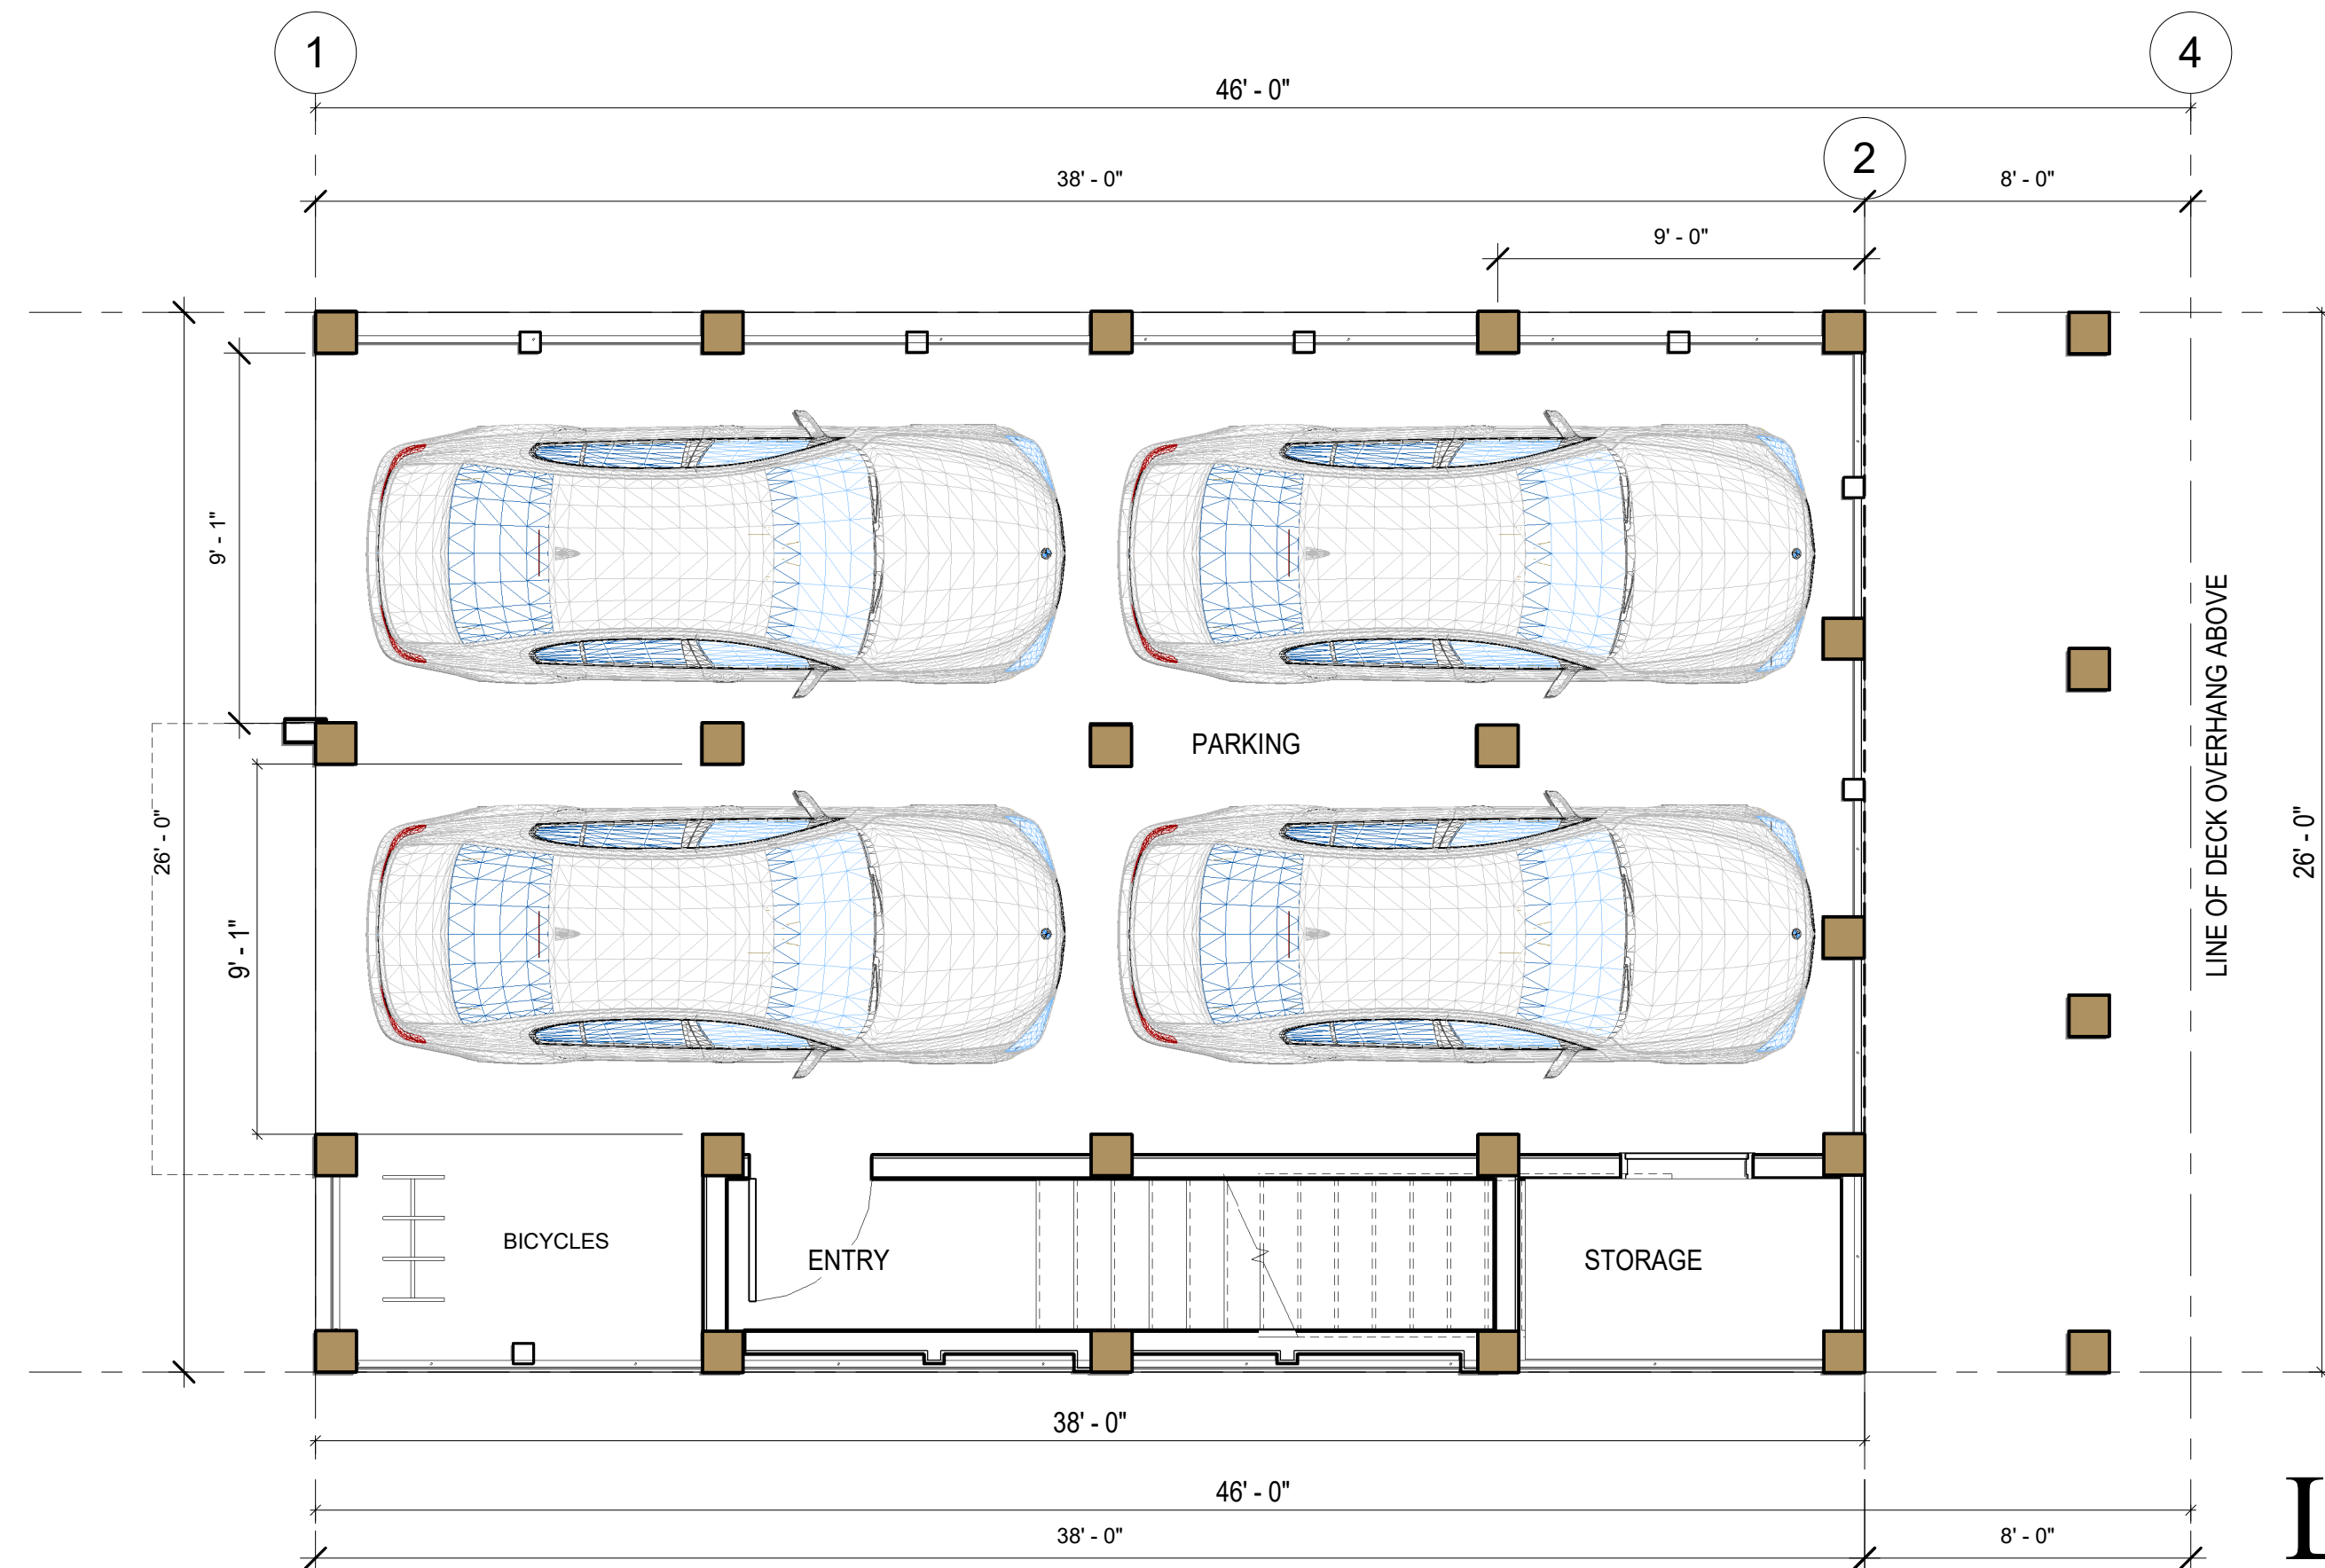 1
4
46' - 0"
2
38' - 0"
8' - 0"
9' - 0"
9' - 1"
PARKING
LINE OF DECK OVERHANG ABOVE
26' - 0"
26' - 0"
9' - 1"
BICYCLES
ENTRY
STORAGE
38' - 0"
46' - 0"
38' - 0"
8' - 0"